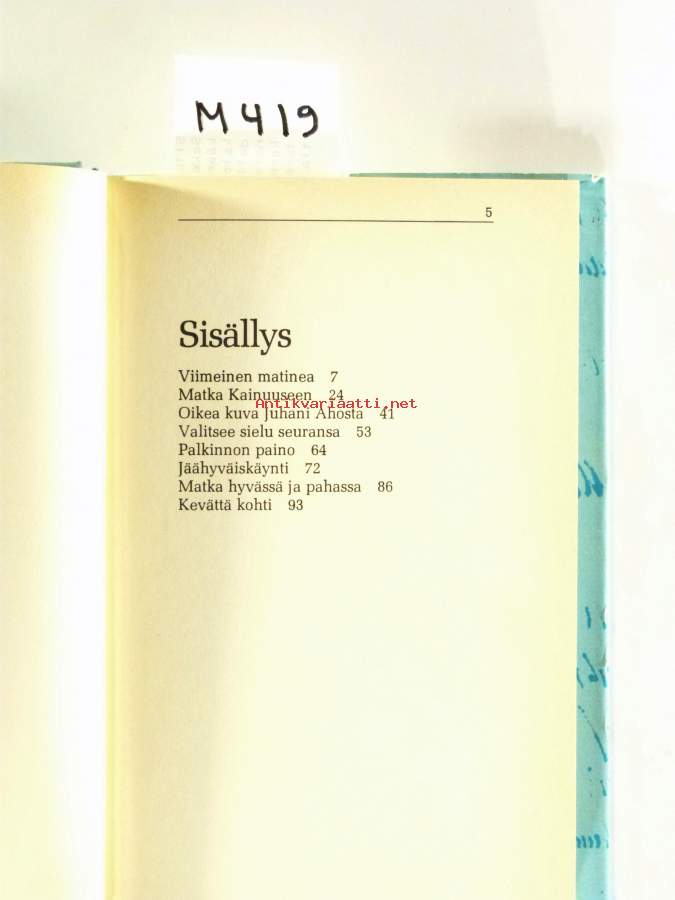 M419
5
Sisällys
Viimeinen matinea 7
Matka Kainuuseen 24
Antikvariaatti.net
Oikea kuva Juhani Ahosta 41
Valitsee sielu seuransa 53
Palkinnon paino 64
Jäähyväiskäynti 72
Matka hyvässä ja pahassa 86
Kevättä kohti 93